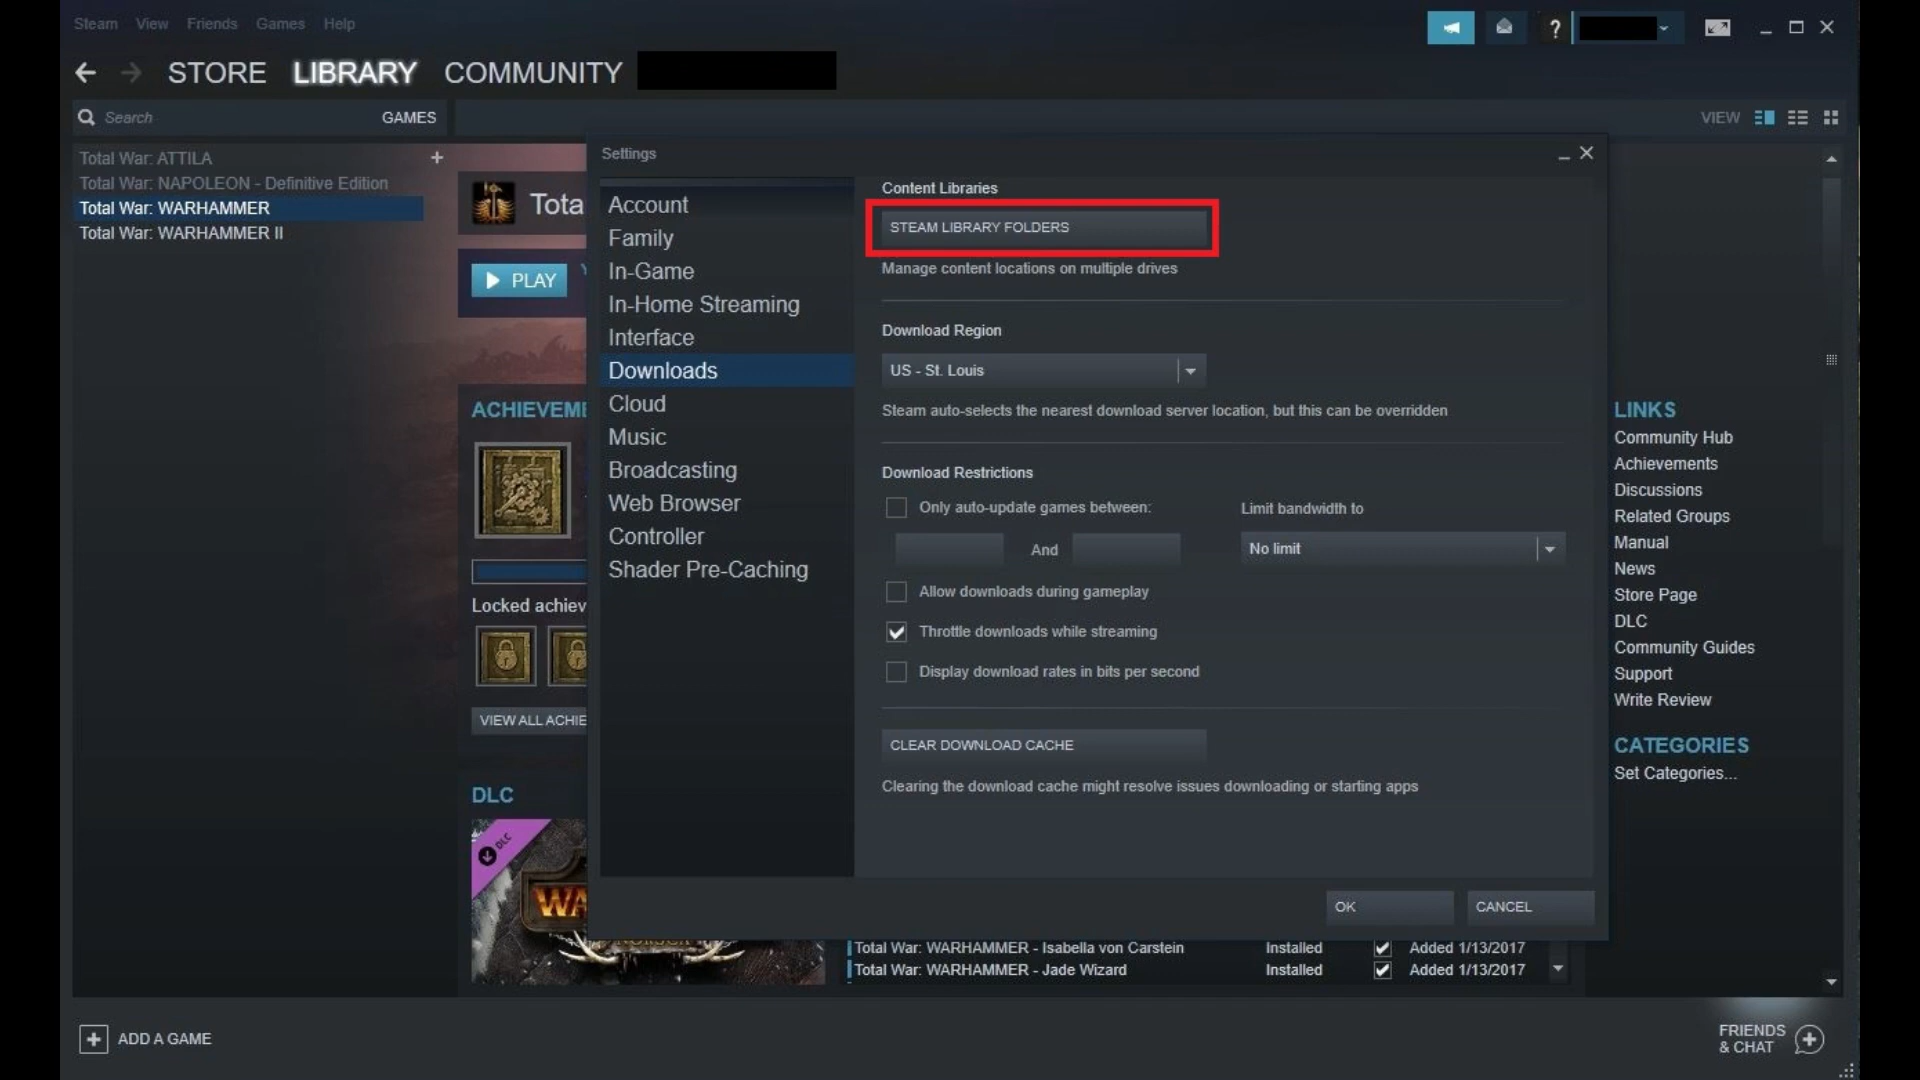 Steam View Friends Games Help
?
STORE LIBRARY COMMUNITY
Search GAMES
VIEW
Total War: ATTILA
Total War: NAPOLEON - Definitive Edition
Total War: WARHAMMER
Total War: WARHAMMER II
Tota
PLAY
ACHIEVEME
Locked achiev
VIEW ALL ACHIE
DLC
DLC
WA
NORSCA
Settings
Account
Family
In-Game
In-Home Streaming
Interface
Downloads
Cloud
Music
Broadcasting
Web Browser
Controller
Shader Pre-Caching
Content Libraries
STEAM LIBRARY FOLDERS
Manage content locations on multiple drives
Download Region
US - St. Louis
Steam auto-selects the nearest download server location, but this can be overridden
Download Restrictions
Only auto-update games between:
And
Limit bandwidth to
No limit
Allow downloads during gameplay
Throttle downloads while streaming
Display download rates in bits per second
CLEAR DOWNLOAD CACHE
Clearing the download cache might resolve issues downloading or starting apps
OK CANCEL
Total War: WARHAMMER - Isabella von Carstein Installed Added 1/13/2017
Total War: WARHAMMER - Jade Wizard Installed Added 1/13/2017
LINKS
Community Hub
Achievements
Discussions
Related Groups
Manual
News
Store Page
DLC
Community Guides
Support
Write Review
CATEGORIES
Set Categories...
ADD A GAME
FRIENDS
& CHAT